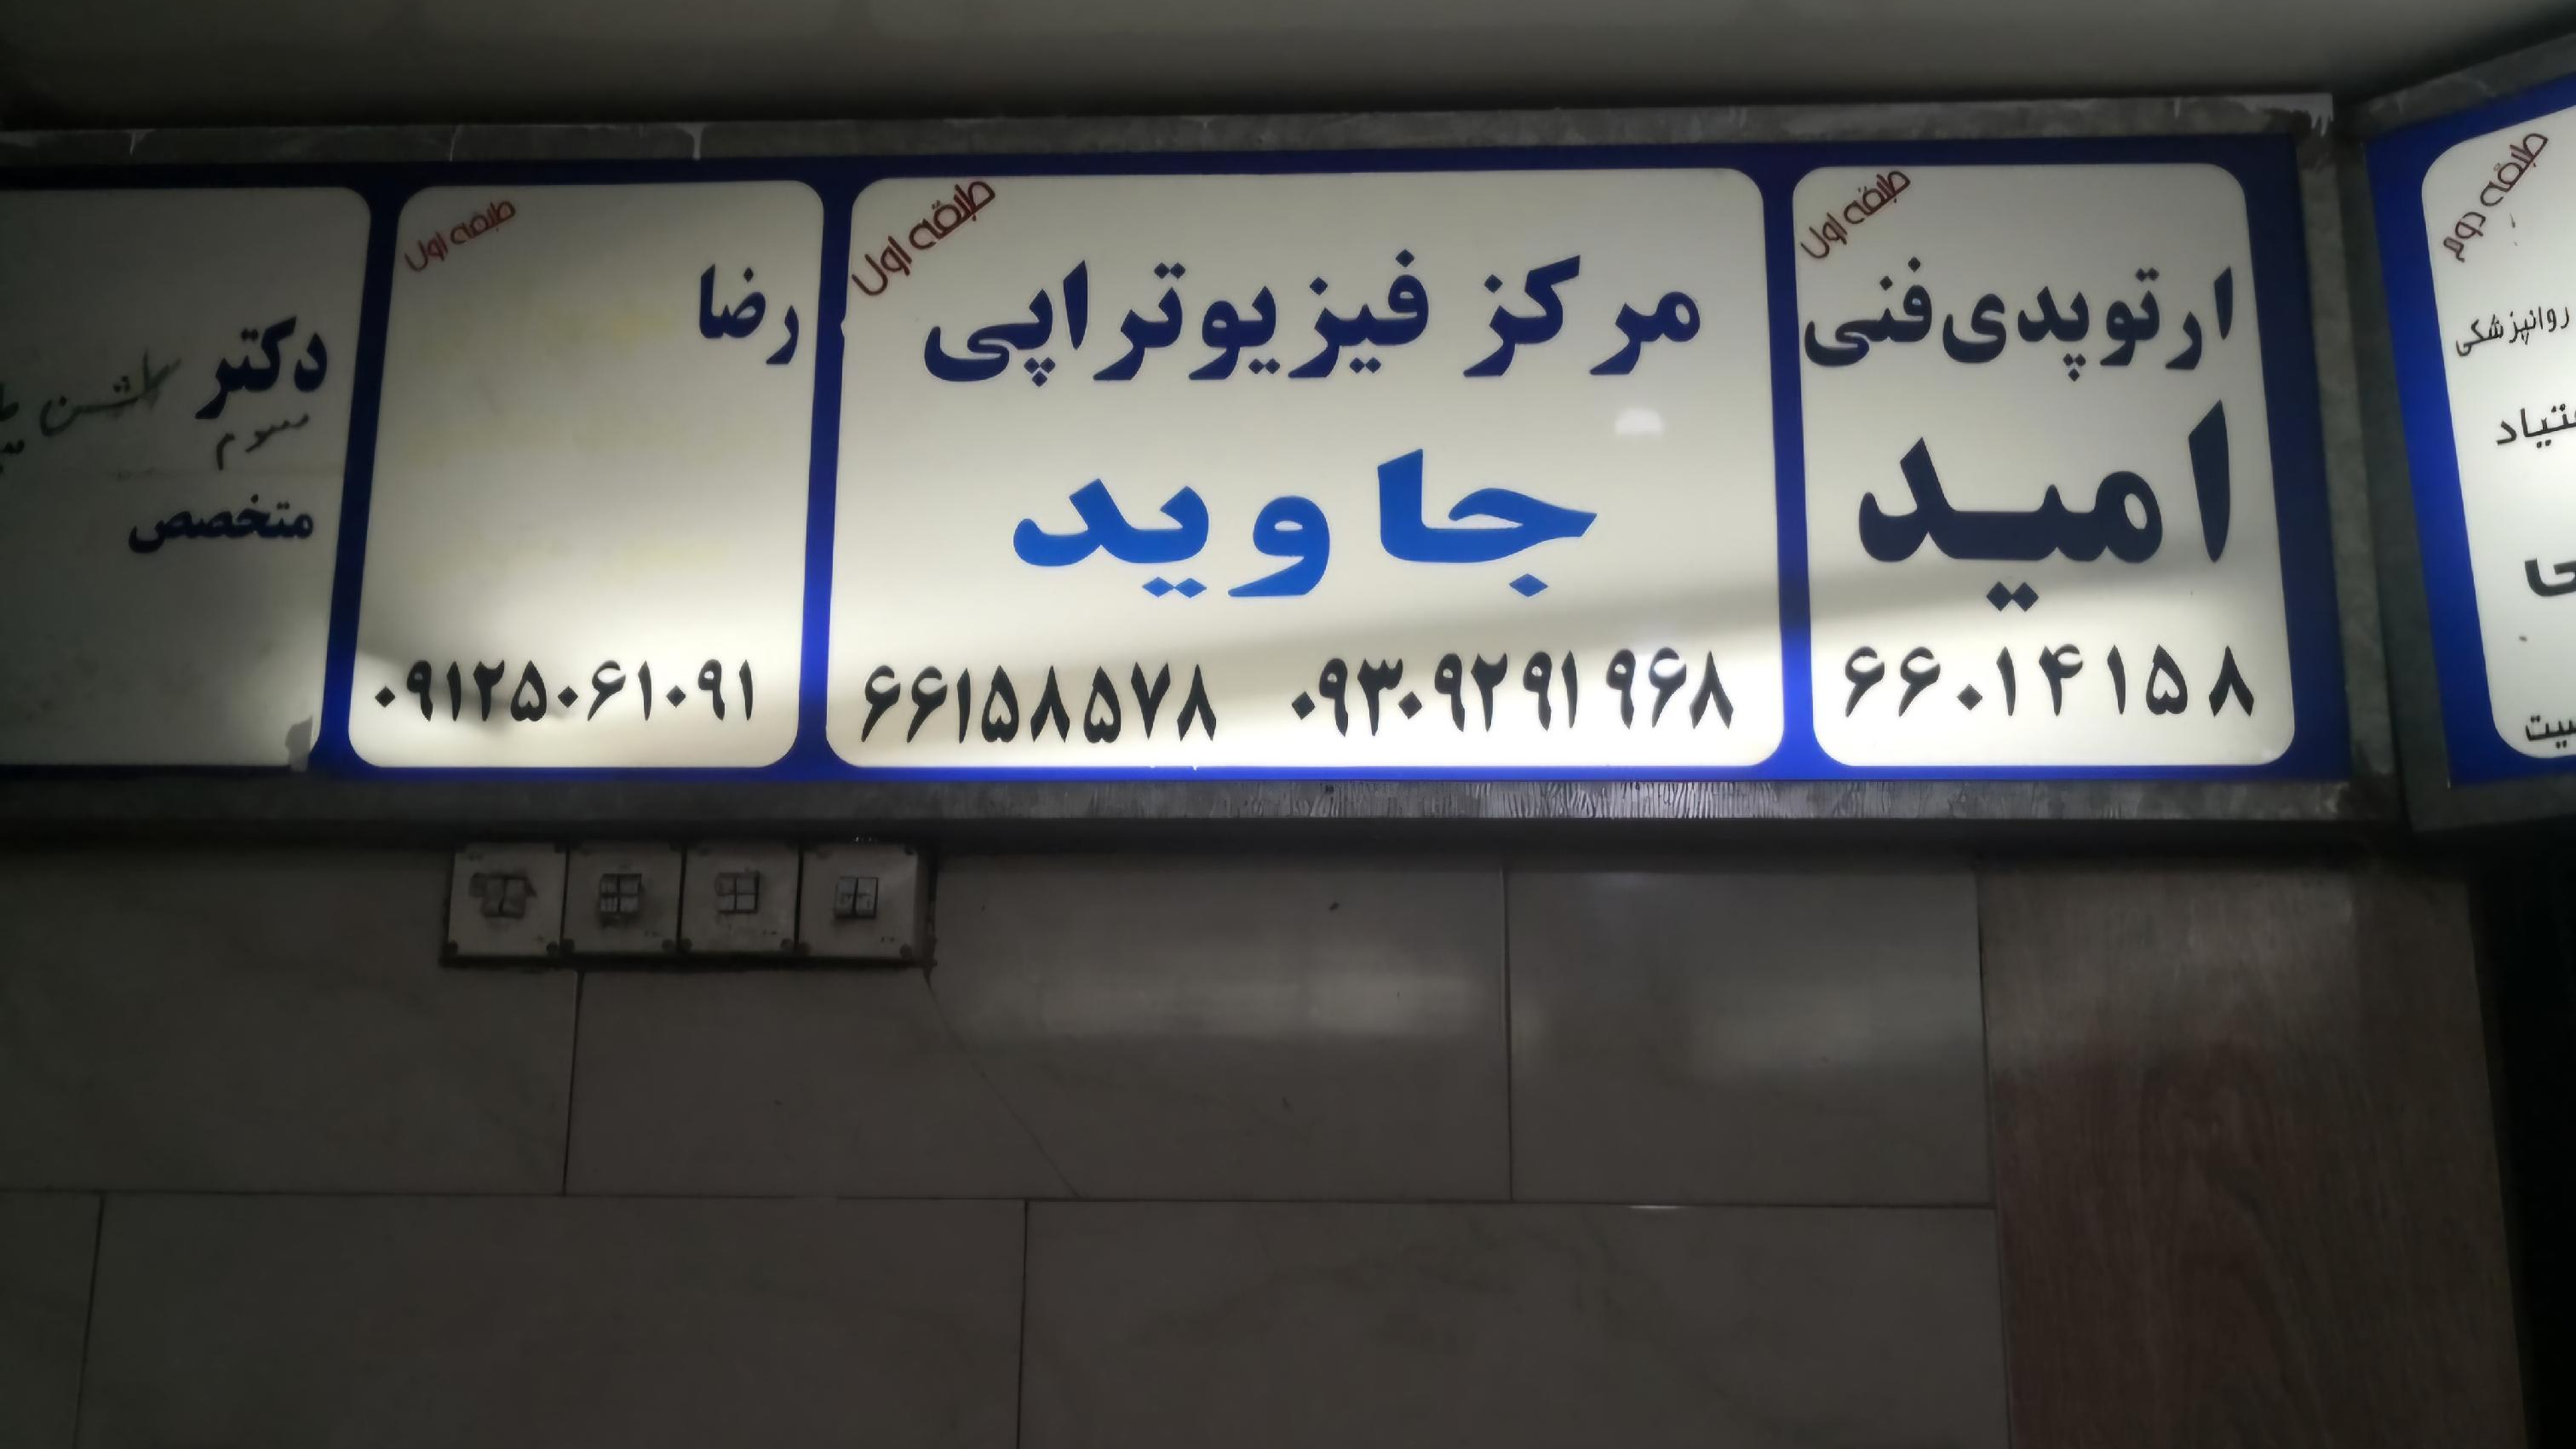 طبقه دوم
روانپزشکی
طبقه اول
ارتوپدی فنی
امید
۶۶۰۱۴۱۵۸
طبقه اول
مرکز فیزیوتراپی
جاوید
۶۶۱۵۸۵۷۸ ۰۹۳۰۹۲۹۱۹۶۸
طبقه اول
رضا
۰۹۱۲۵۰۶۱۰۹۱
دکتر
سوم
متخصص